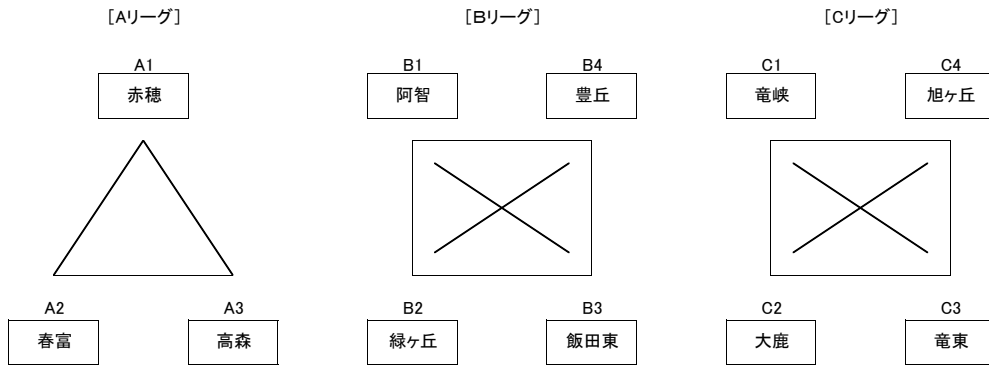 [Aリーグ]
[Bリーグ]
[Cリーグ]
A1
B1
B4
C1
C4
赤穂
阿智
豊丘
竜峡
旭ヶ丘
A2
A3
B2
B3
C2
C3
春富
高森
緑ヶ丘
飯田東
大鹿
竜東